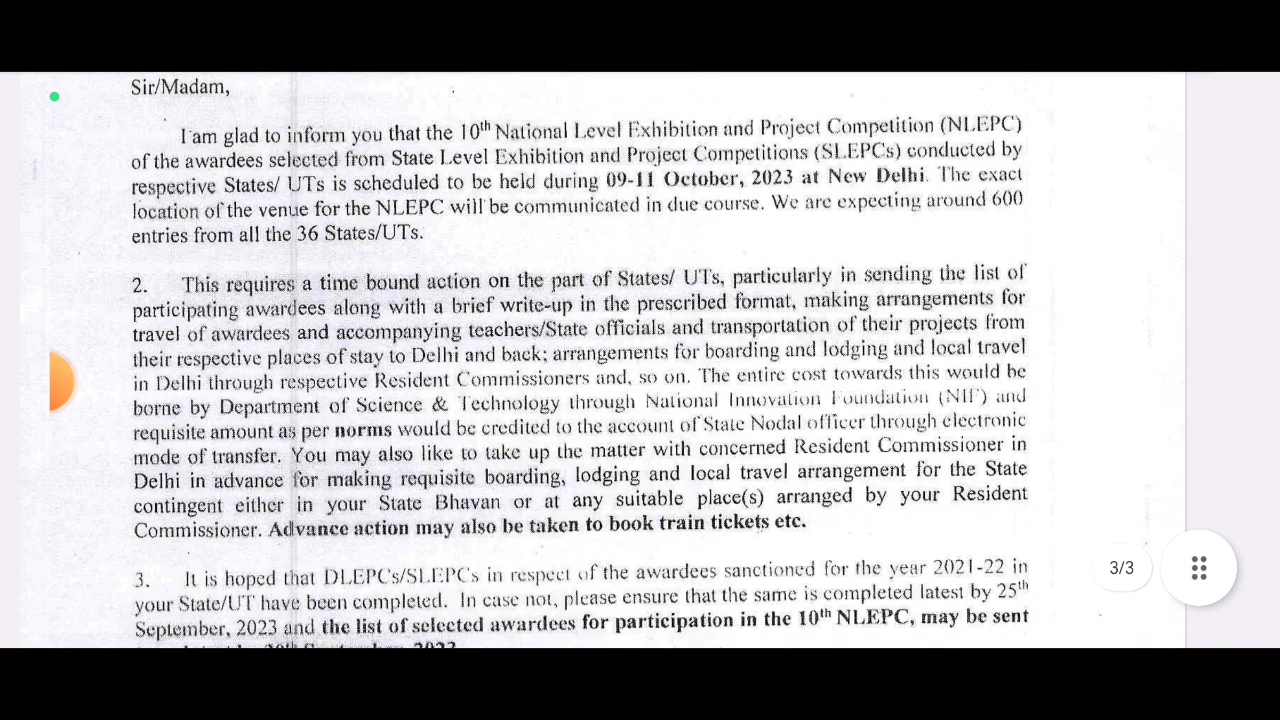 Sir/Madam,
I am glad to inform you that the 10th National Level Exhibition and Project Competition (NLEPC)
of the awardees selected from State Level Exhibition and Project Competitions (SLEPCs) conducted by
respective States/ UTs is scheduled to be held during 09-11 October, 2023 at New Delhi. The exact
location of the venue for the NLEPC will be communicated in due course. We are expecting around 600
entries from all the 36 States/UTs.
2. This requires a time bound action on the part of States/ UTs, particularly in sending the list of
participating awardees along with a brief write-up in the prescribed format, making arrangements for
travel of awardees and accompanying teachers/State officials and transportation of their projects from
their respective places of stay to Delhi and back; arrangements for boarding and lodging and local travel
in Delhi through respective Resident Commissioners and, so on. The entire cost towards this would be
borne by Department of Science & Technology through National Innovation Foundation (NIF) and
requisite amount as per norms would be credited to the account of State Nodal officer through electronic
mode of transfer. You may also like to take up the matter with concerned Resident Commissioner in
Delhi in advance for making requisite boarding, lodging and local travel arrangement for the State
contingent either in your State Bhavan or at any suitable place(s) arranged by your Resident
Commissioner. Advance action may also be taken to book train tickets etc.
3. It is hoped that DLEPCs/SLEPCs in respect of the awardees sanctioned for the year 2021-22 in
your State/UT have been completed. In case not, please ensure that the same is completed latest by 25th
September, 2023 and the list of selected awardees for participation in the 10th NLEPC, may be sent
3/3